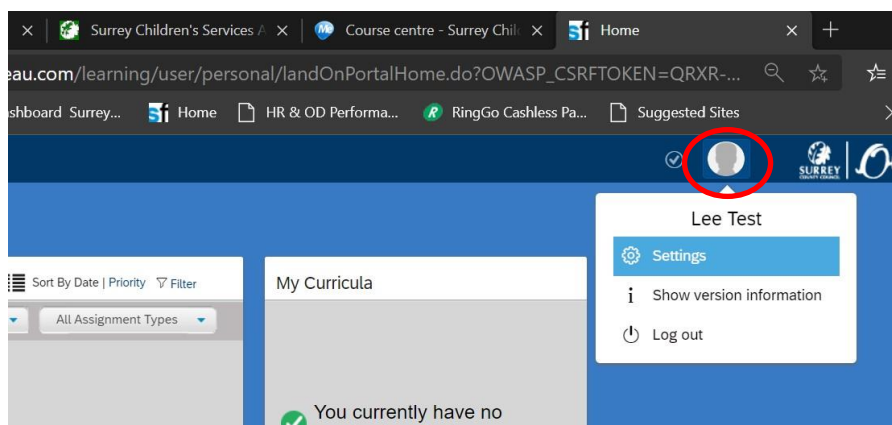 Surrey Children's Services A
Course centre - Surrey Chil
Home
eau.com/learning/user/personal/landOnPortalHome.do?OWASP_CSRFTOKEN=QRXR-...
shboard Surrey...
Home
HR & OD Performa...
RingGo Cashless Pa...
Suggested Sites
SURREY
COUNTY COUNCIL
Lee Test
Settings
Show version information
Log out
Sort By Date | Priority Filter
All Assignment Types
My Curricula
You currently have no